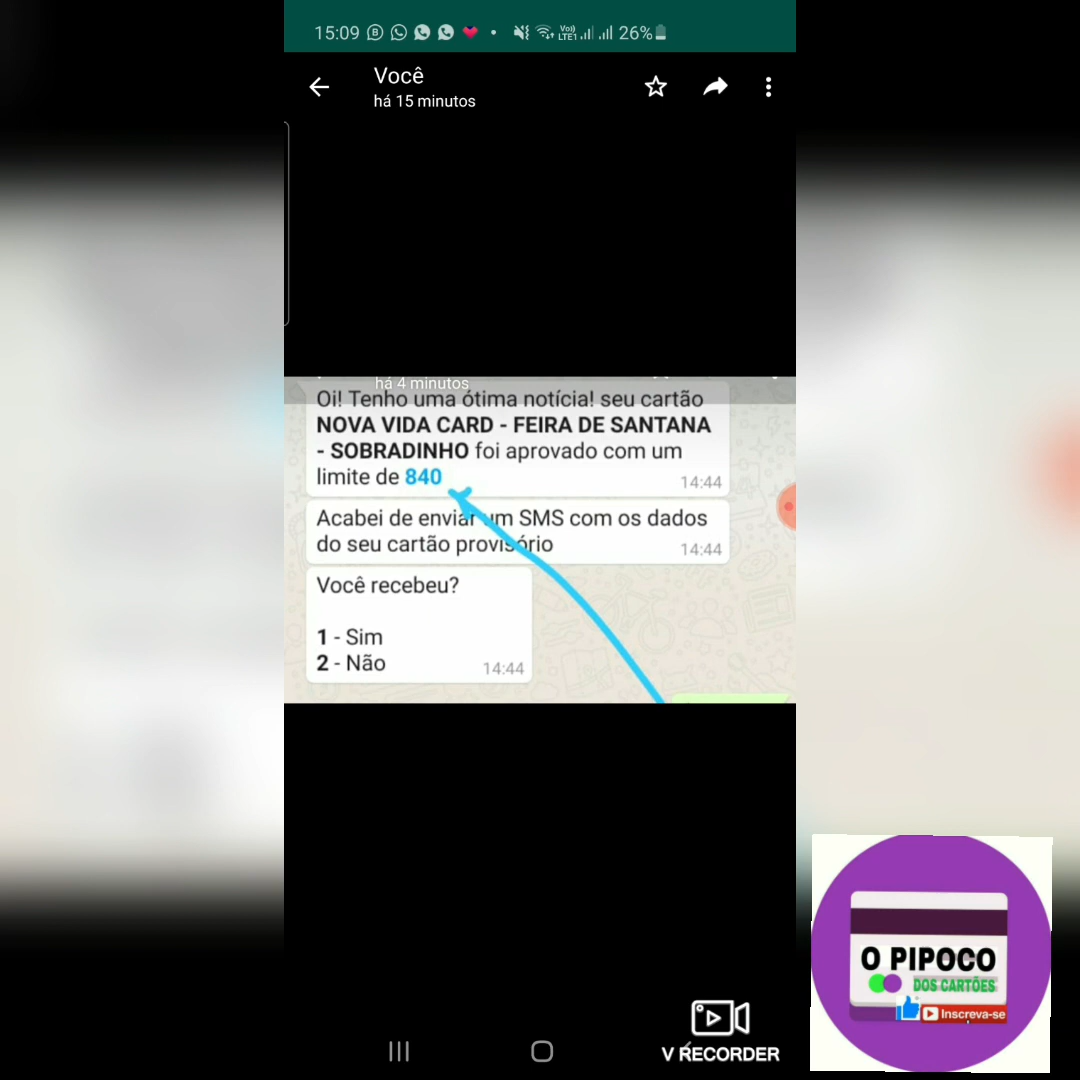 15:09
Vo))
LTE1
26%
Você
há 15 minutos
há 4 minutos
Oi! Tenho uma ótima notícia! seu cartão
NOVA VIDA CARD - FEIRA DE SANTANA
- SOBRADINHO foi aprovado com um
limite de 840
14:44
Acabei de enviar um SMS com os dados
do seu cartão provisório
14:44
Você recebeu?
1 - Sim
2 - Não
14:44
O PIPOCO
DOS CARTÕES
Inscreva-se
V RECORDER